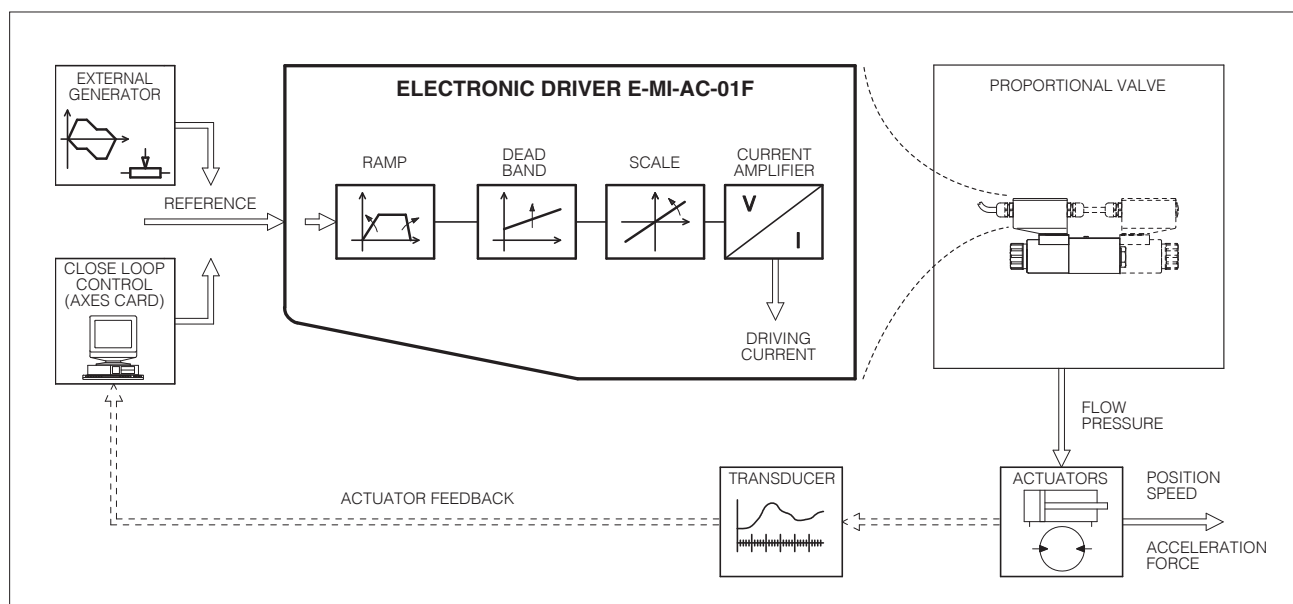 EXTERNAL
GENERATOR
ELECTRONIC DRIVER E-MI-AC-01F
PROPORTIONAL VALVE
RAMP
DEAD
BAND
SCALE
CURRENT
AMPLIFIER
V
I
REFERENCE
CLOSE LOOP
CONTROL
(AXES CARD)
DRIVING
CURRENT
FLOW
PRESSURE
ACTUATOR FEEDBACK
TRANSDUCER
ACTUATORS
POSITION
SPEED
ACCELERATION
FORCE